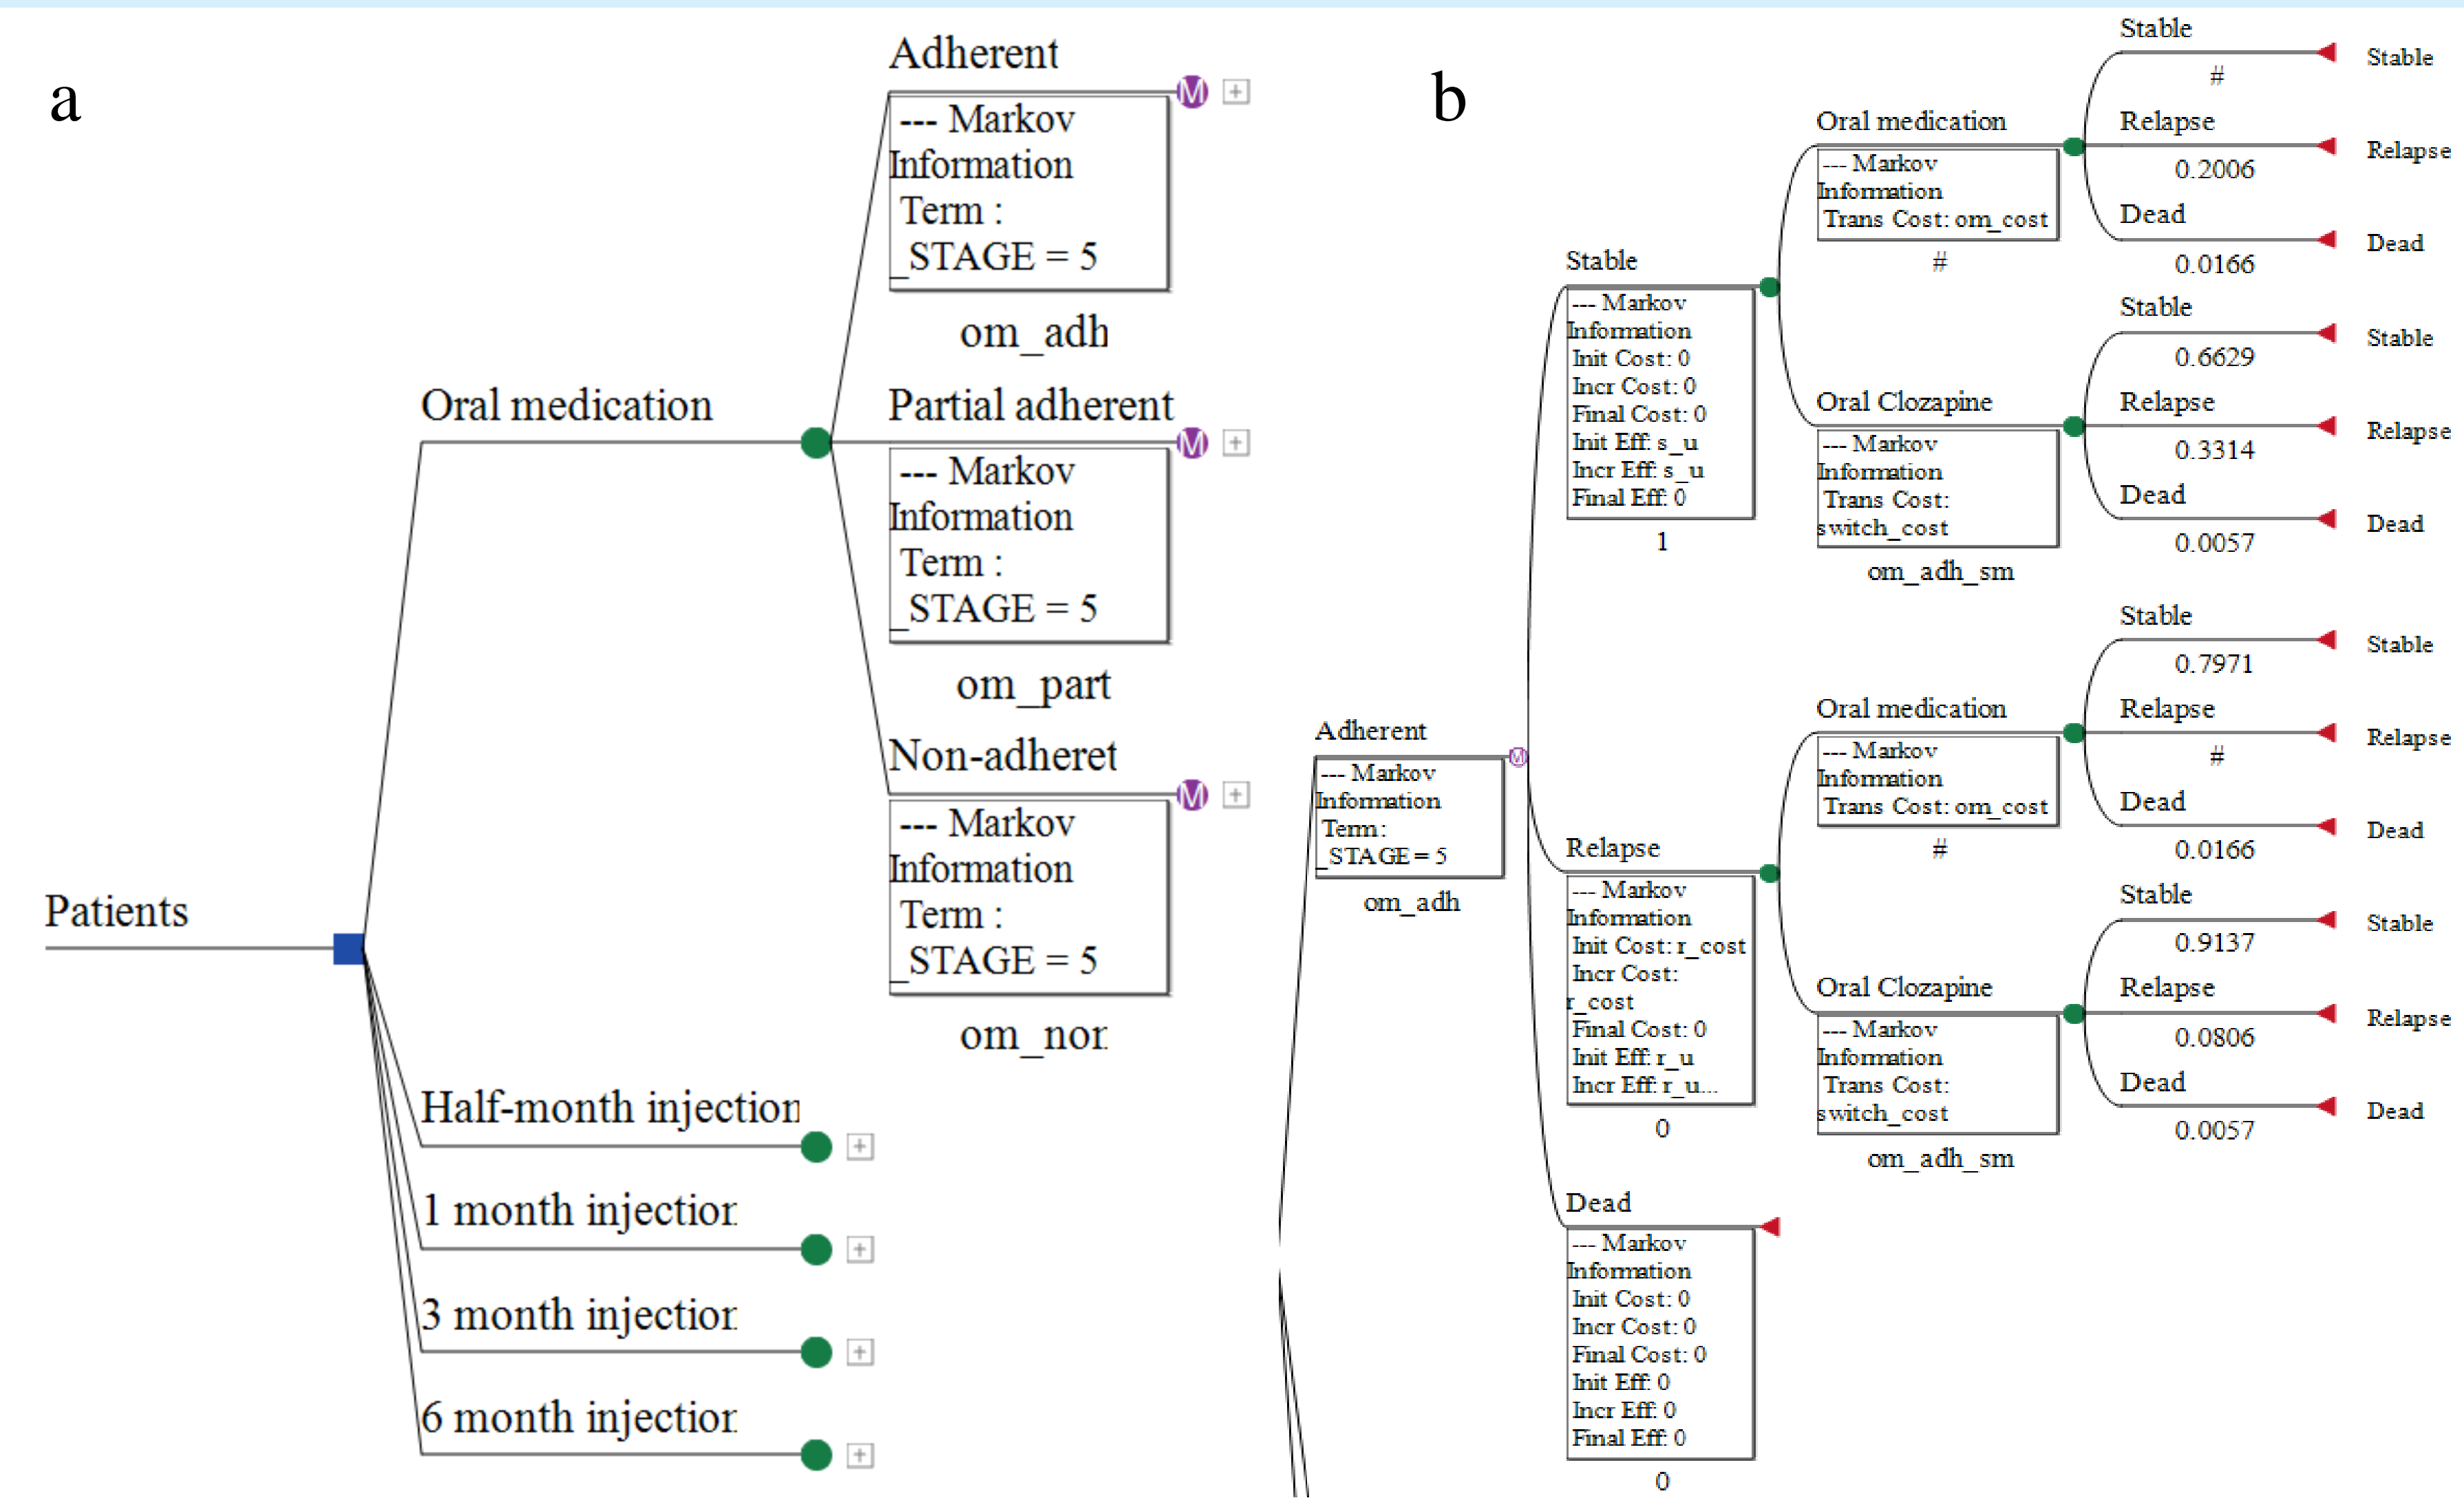 a
Adherent
--- Markov
Information
Term :
_STAGE = 5
om_adh
Oral medication
Partial adherent
--- Markov
Information
Term :
_STAGE = 5
om_part
Non-adheret
--- Markov
Information
Term :
_STAGE = 5
om_nor
Patients
Half-month injection
1 month injection
3 month injection
6 month injection
b
Adherent
--- Markov
Information
Term :
_STAGE = 5
om_adh
Stable
--- Markov
Information
Init Cost: 0
Incr Cost: 0
Final Cost: 0
Init Eff: s_u
Incr Eff: s_u
Final Eff: 0
1
Oral medication
--- Markov
Information
Trans Cost: om_cost
#
Stable
#
Stable
Relapse
0.2006
Relapse
Dead
0.0166
Dead
Oral Clozapine
--- Markov
Information
Trans Cost:
switch_cost
om_adh_sm
Stable
0.6629
Stable
Relapse
0.3314
Relapse
Dead
0.0057
Dead
Relapse
--- Markov
Information
Init Cost: r_cost
Incr Cost:
r_cost
Final Cost: 0
Init Eff: r_u
Incr Eff: r_u...
0
Oral medication
--- Markov
Information
Trans Cost: om_cost
#
Stable
0.7971
Stable
Relapse
#
Relapse
Dead
0.0166
Dead
Oral Clozapine
--- Markov
Information
Trans Cost:
switch_cost
om_adh_sm
Stable
0.9137
Stable
Relapse
0.0806
Relapse
Dead
0.0057
Dead
Dead
--- Markov
Information
Init Cost: 0
Incr Cost: 0
Final Cost: 0
Init Eff: 0
Incr Eff: 0
Final Eff: 0
0